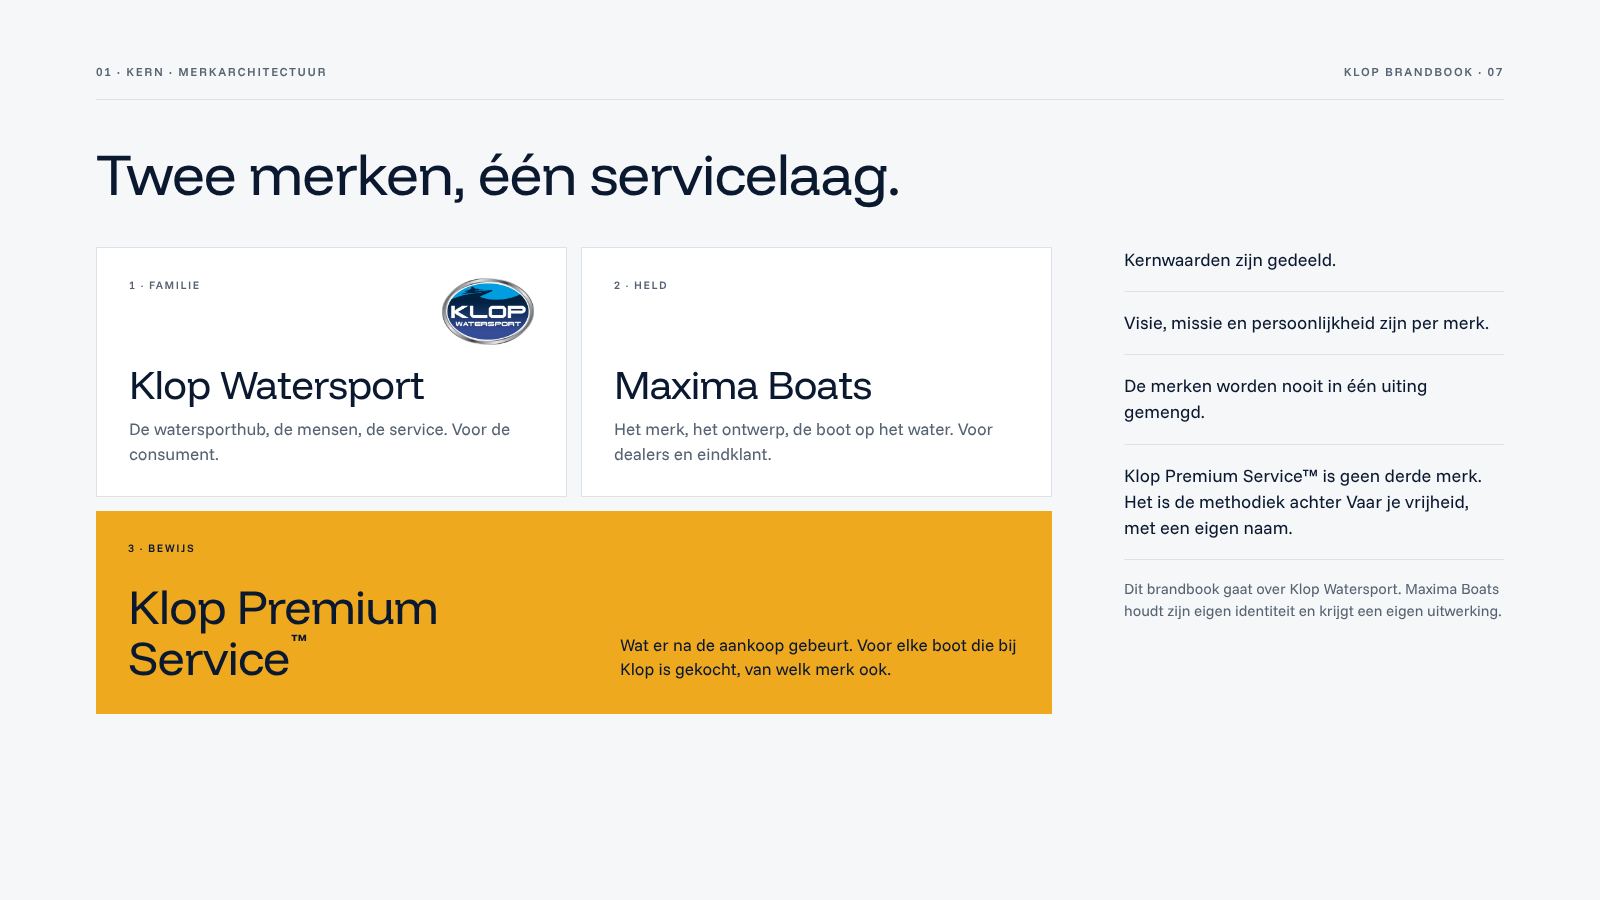 01 · KERN · MERKARCHITECTUUR
KLOP BRANDBOOK · 07
Twee merken, één servicelaag.
1 · FAMILIE
KLOP
WATERSPORT
Klop Watersport
De watersporthub, de mensen, de service. Voor de
consument.
2 · HELD
Maxima Boats
Het merk, het ontwerp, de boot op het water. Voor
dealers en eindklant.
3 · BEWIJS
Klop Premium
Service™
Wat er na de aankoop gebeurt. Voor elke boot die bij
Klop is gekocht, van welk merk ook.
Kernwaarden zijn gedeeld.
Visie, missie en persoonlijkheid zijn per merk.
De merken worden nooit in één uiting
gemengd.
Klop Premium Service™ is geen derde merk.
Het is de methodiek achter Vaar je vrijheid,
met een eigen naam.
Dit brandbook gaat over Klop Watersport. Maxima Boats
houdt zijn eigen identiteit en krijgt een eigen uitwerking.